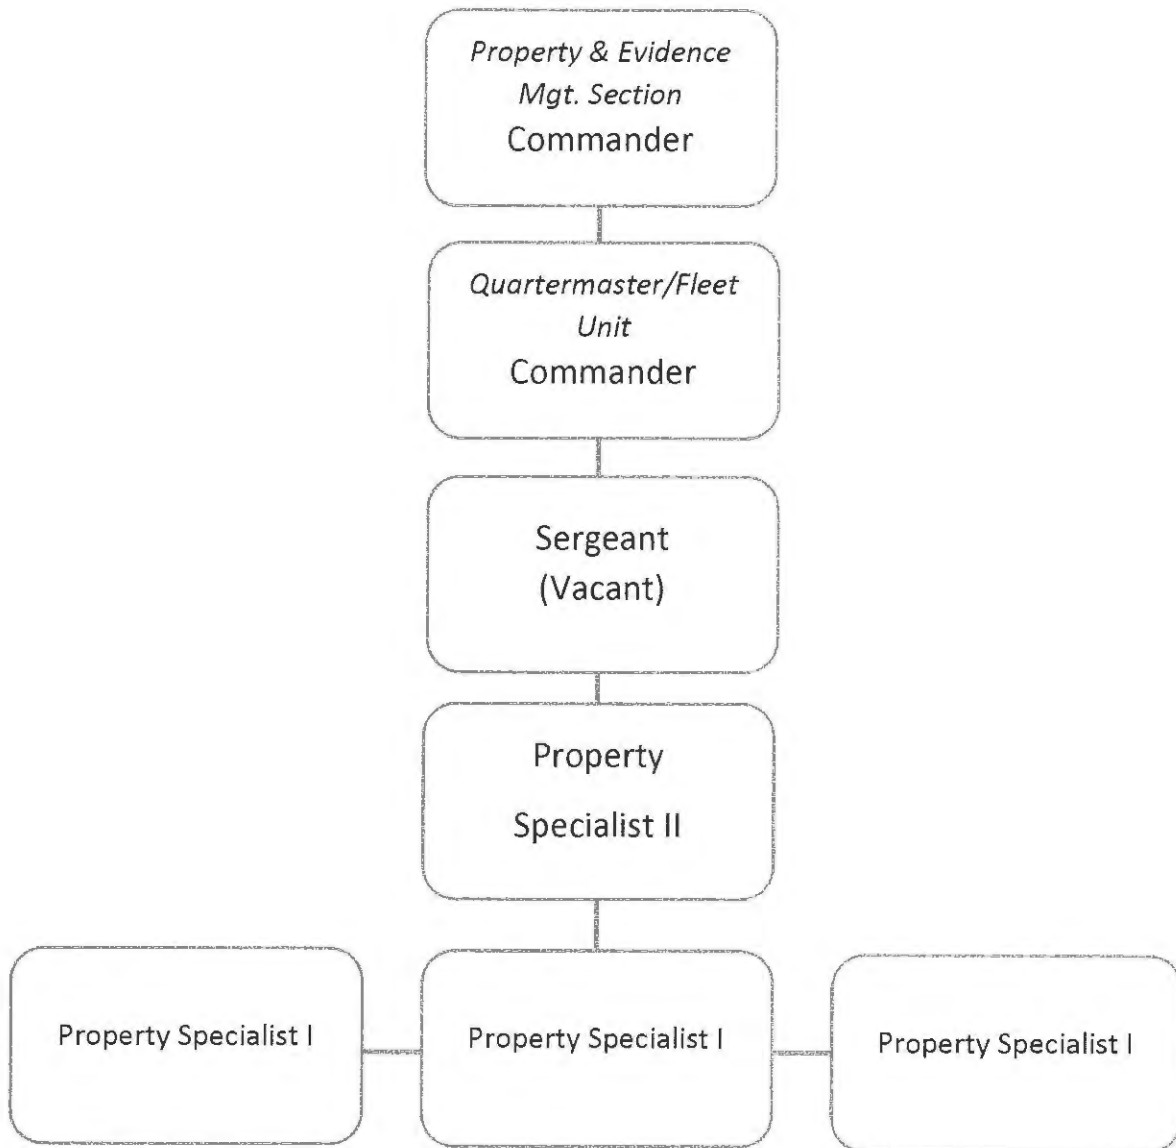 Property & Evidence
Mgt. Section
Commander
Quartermaster/Fleet
Unit
Commander
Sergeant
(Vacant)
Property
Specialist II
Property Specialist I
Property Specialist I
Property Specialist I